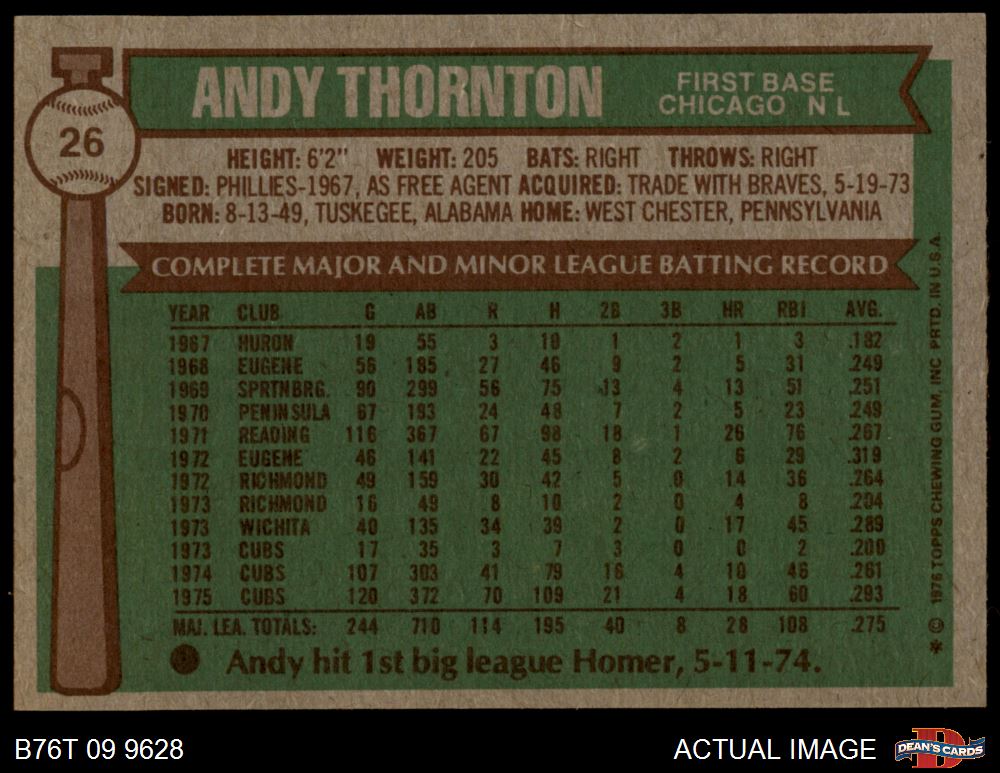 26
ANDY THORNTON FIRST BASE
CHICAGO N L
HEIGHT: 6'2" WEIGHT: 205 BATS: RIGHT THROWS: RIGHT
SIGNED: PHILLIES-1967, AS FREE AGENT ACQUIRED: TRADE WITH BRAVES, 5-19-73
BORN: 8-13-49, TUSKEGEE, ALABAMA HOME: WEST CHESTER, PENNSYLVANIA
COMPLETE MAJOR AND MINOR LEAGUE BATTING RECORD
YEAR CLUB G AB R H 2B 3B HR RBI AVG.
1967 HURON 19 55 3 10 1 2 1 3 .182
1968 EUGENE 56 185 27 46 9 2 5 31 .249
1969 SPRTNBRG. 90 299 56 75 13 4 13 51 .251
1970 PENINSULA 67 193 24 48 7 2 5 23 .249
1971 READING 116 367 67 98 18 1 26 76 .267
1972 EUGENE 46 141 22 45 8 2 6 29 .319
1972 RICHMOND 49 159 30 42 5 0 14 36 .264
1973 RICHMOND 16 49 8 10 2 0 4 8 .204
1973 WICHITA 40 135 34 39 2 0 17 45 .289
1973 CUBS 17 35 3 7 3 0 0 2 .200
1974 CUBS 107 303 41 79 16 4 10 46 .261
1975 CUBS 120 372 70 109 21 4 18 60 .293
MAJ. LEA. TOTALS: 244 710 114 195 40 8 28 108 .275
Andy hit 1st big league Homer, 5-11-74.
* © 1976 TOPPS CHEWING GUM, INC PRTD. IN U.S.A.
B76T 09 9628 ACTUAL IMAGE DEAN'S CARDS